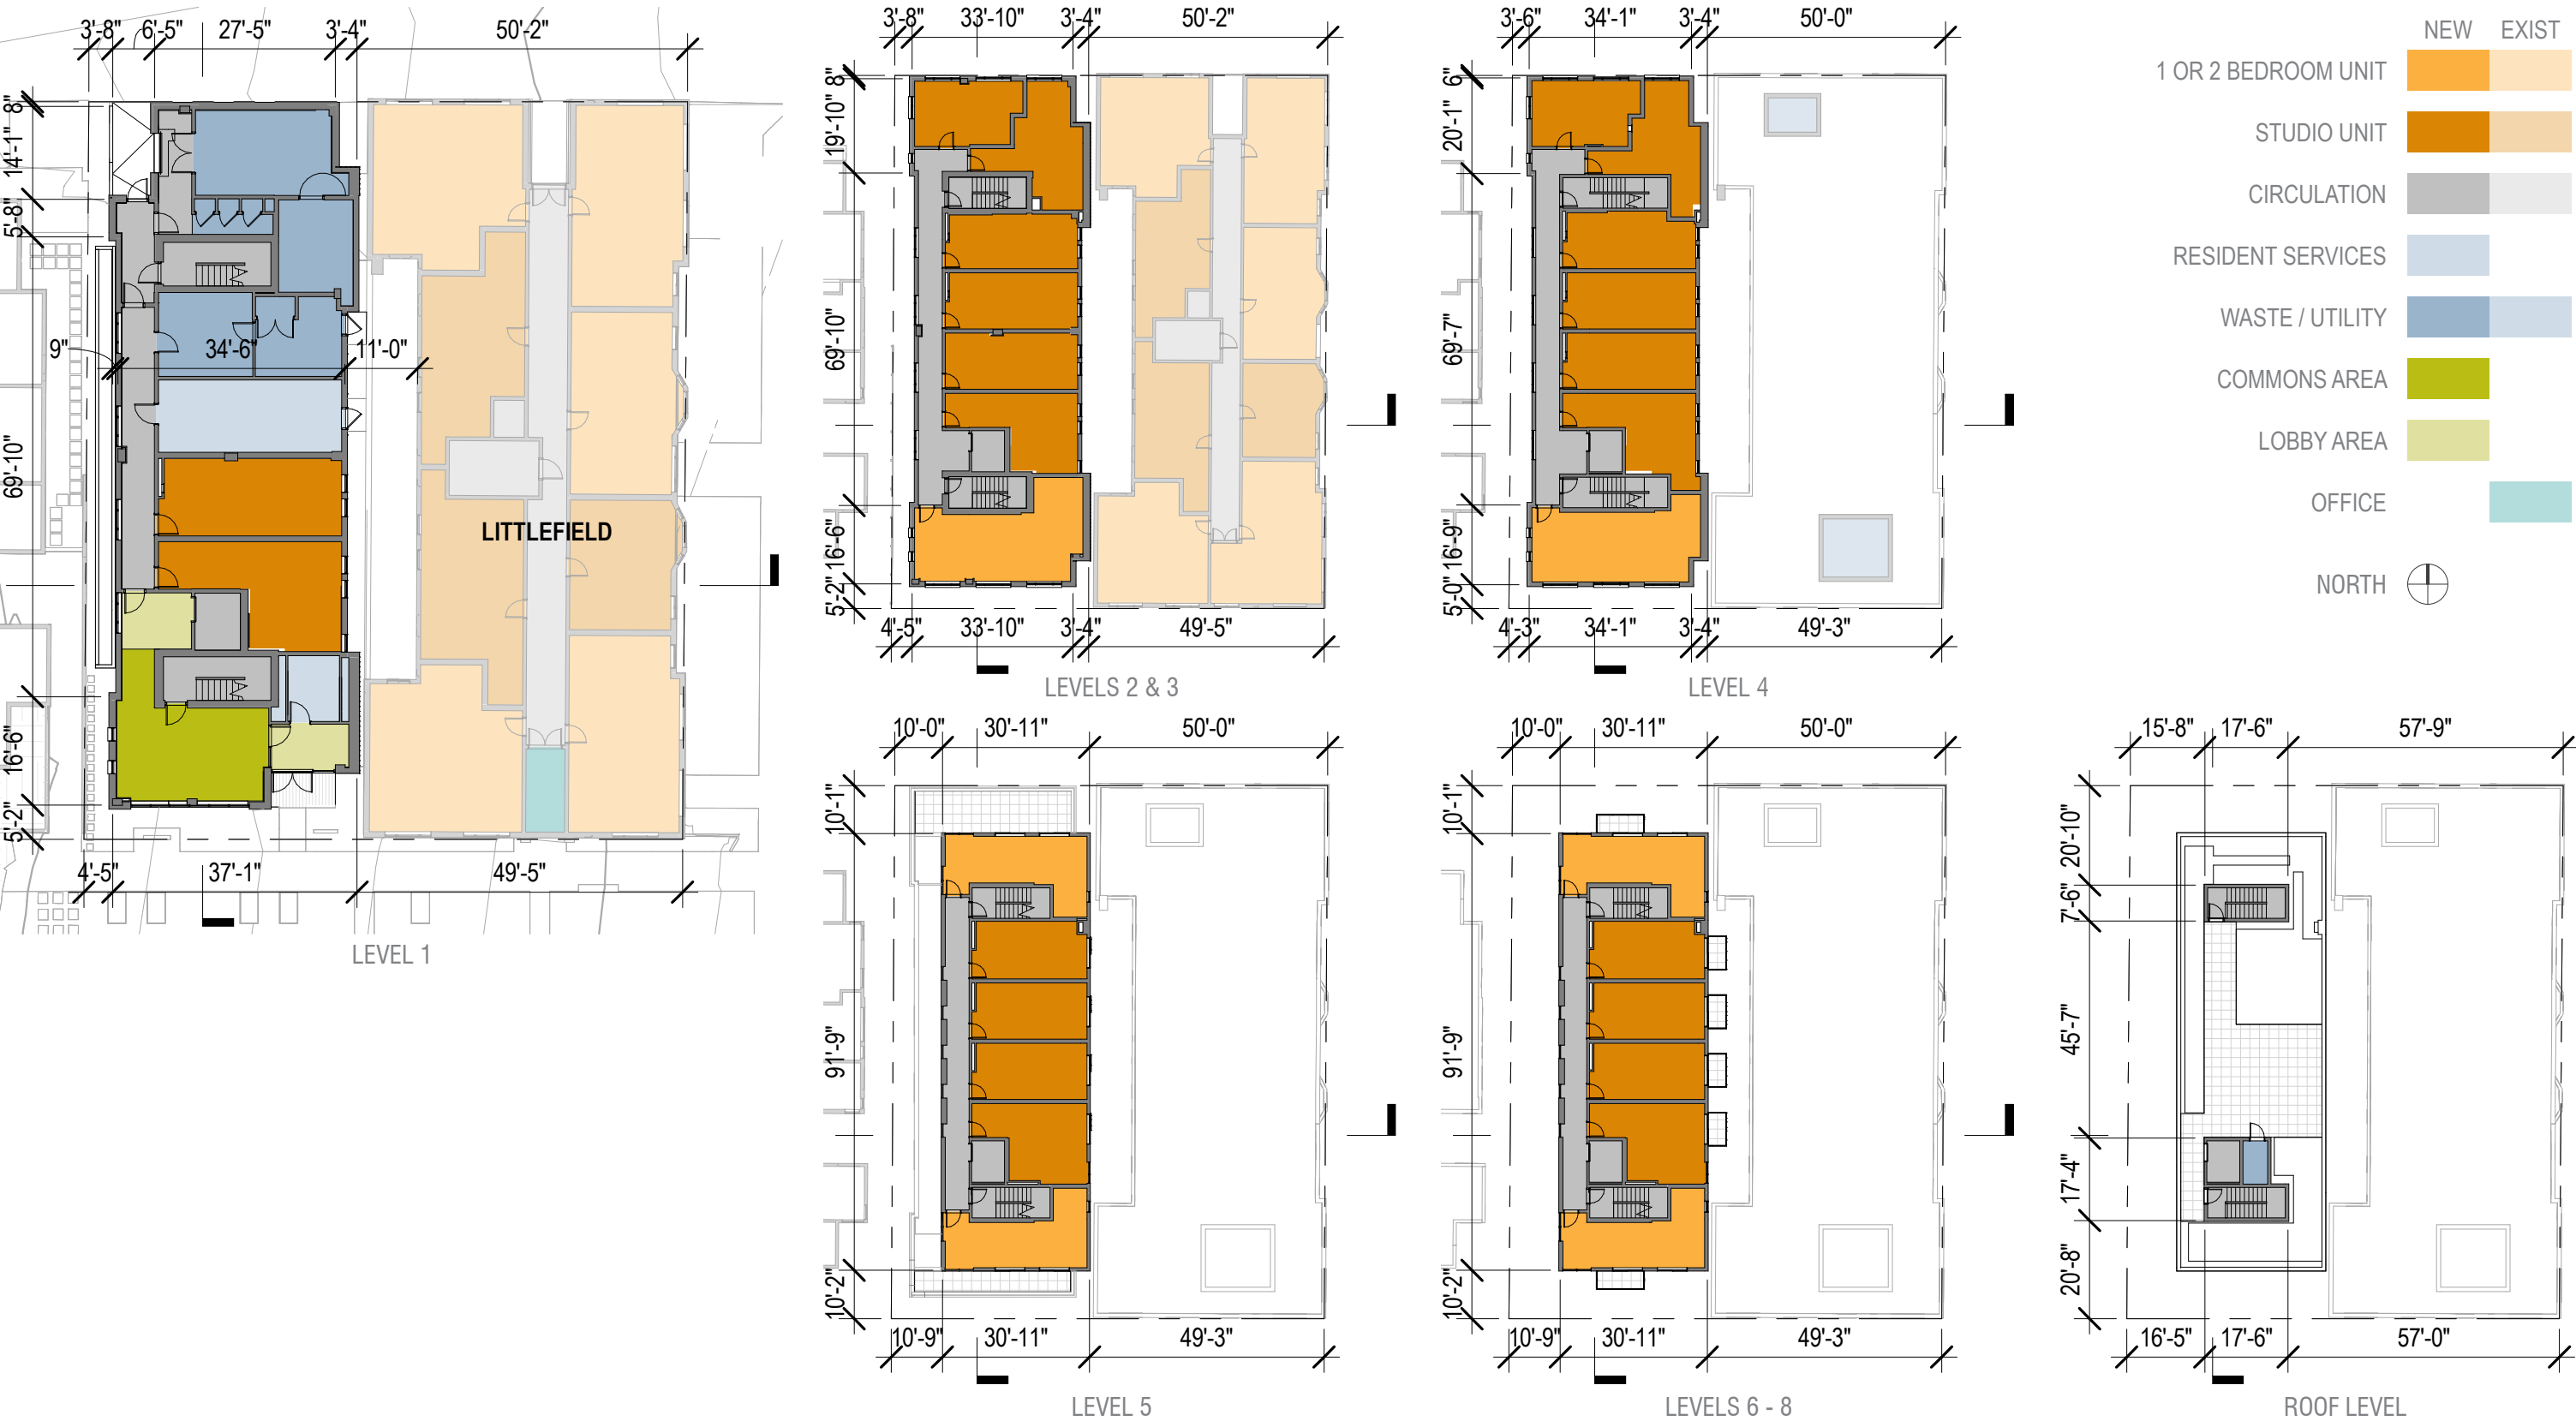 3'-8" 6'-5" 27'-5" 3'-4" 50'-2"
8"
14'-1"
5'-8"
9" 34'-6" 11'-0"
69'-10"
LITTLEFIELD
16'-6"
5'-2"
4'-5" 37'-1" 49'-5"
LEVEL 1
3'-8" 33'-10" 3'-4" 50'-2"
8"
19'-10"
69'-10"
16'-6"
5'-2"
4'-5" 33'-10" 3'-4" 49'-5"
LEVELS 2 & 3
3'-6" 34'-1" 3'-4" 50'-0"
6"
20'-1"
69'-7"
16'-9"
5'-0"
4'-3" 34'-1" 3'-4" 49'-3"
LEVEL 4
NEW EXIST
1 OR 2 BEDROOM UNIT
STUDIO UNIT
CIRCULATION
RESIDENT SERVICES
WASTE / UTILITY
COMMONS AREA
LOBBY AREA
OFFICE
NORTH
10'-0" 30'-11" 50'-0"
10'-1"
91'-9"
10'-2"
10'-9" 30'-11" 49'-3"
LEVEL 5
10'-0" 30'-11" 50'-0"
10'-1"
91'-9"
10'-2"
10'-9" 30'-11" 49'-3"
LEVELS 6 - 8
15'-8" 17'-6" 57'-9"
20'-10"
7'-6"
45'-7"
17'-4"
20'-8"
16'-5" 17'-6" 57'-0"
ROOF LEVEL